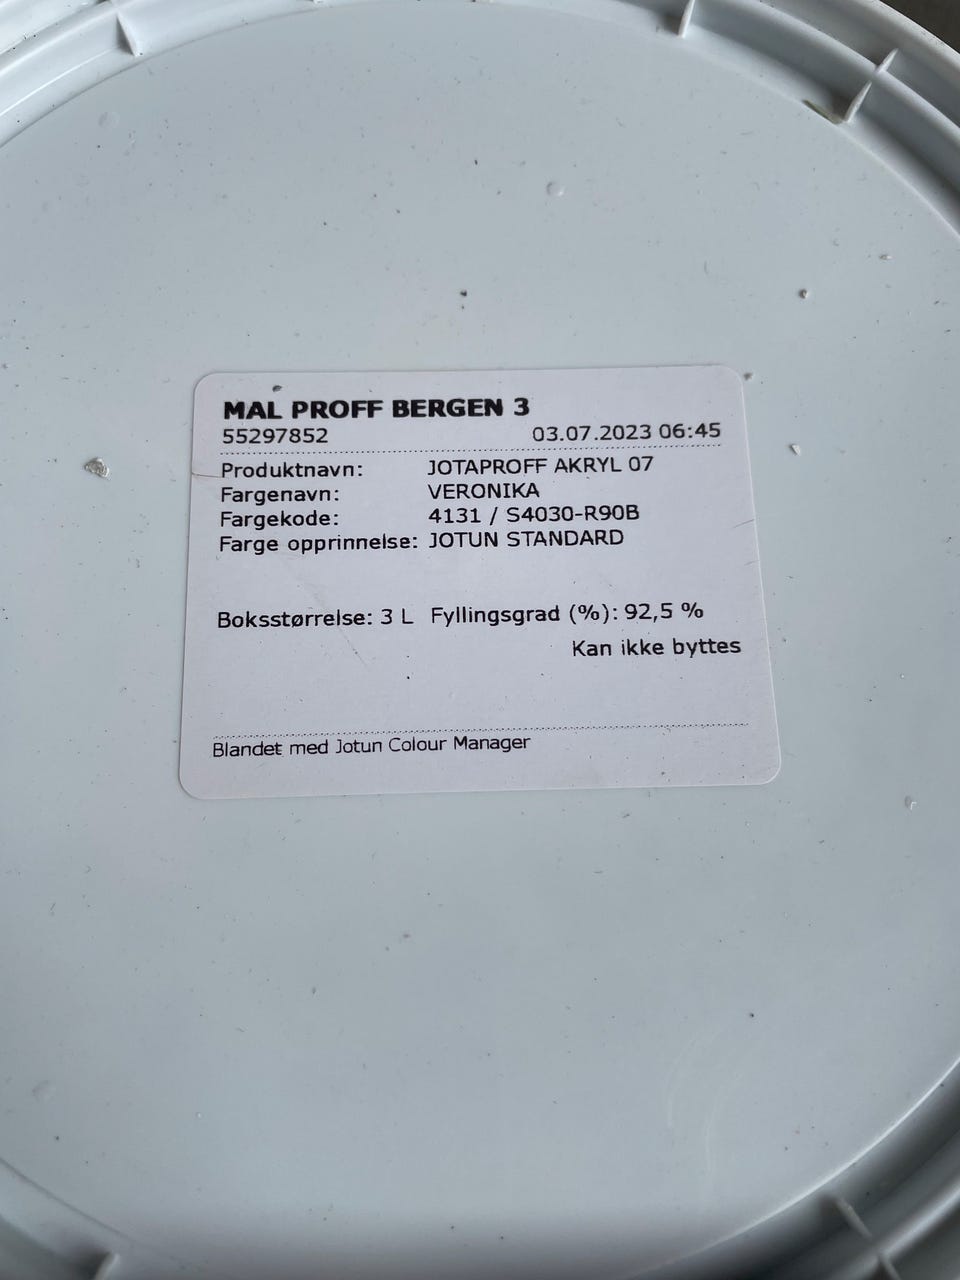 MAL PROFF BERGEN 3
55297852 03.07.2023 06:45
Produktnavn: JOTAPROFF AKRYL 07
Fargenavn: VERONIKA
Fargekode: 4131 / S4030-R90B
Farge opprinnelse: JOTUN STANDARD
Boksstørrelse: 3 L Fyllingsgrad (%): 92,5 %
Kan ikke byttes
Blandet med Jotun Colour Manager